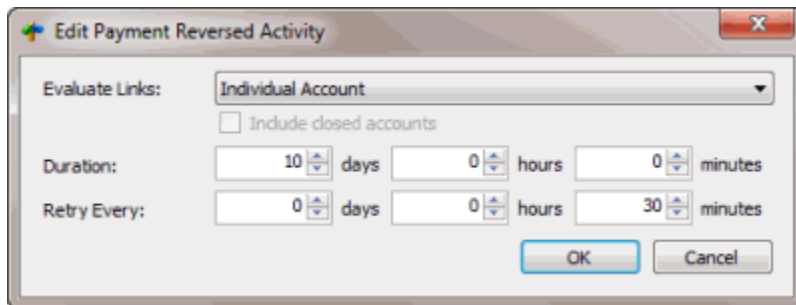 Edit Payment Reversed Activity
Evaluate Links: Individual Account
Include closed accounts
Duration: 10 days 0 hours 0 minutes
Retry Every: 0 days 0 hours 30 minutes
OK Cancel